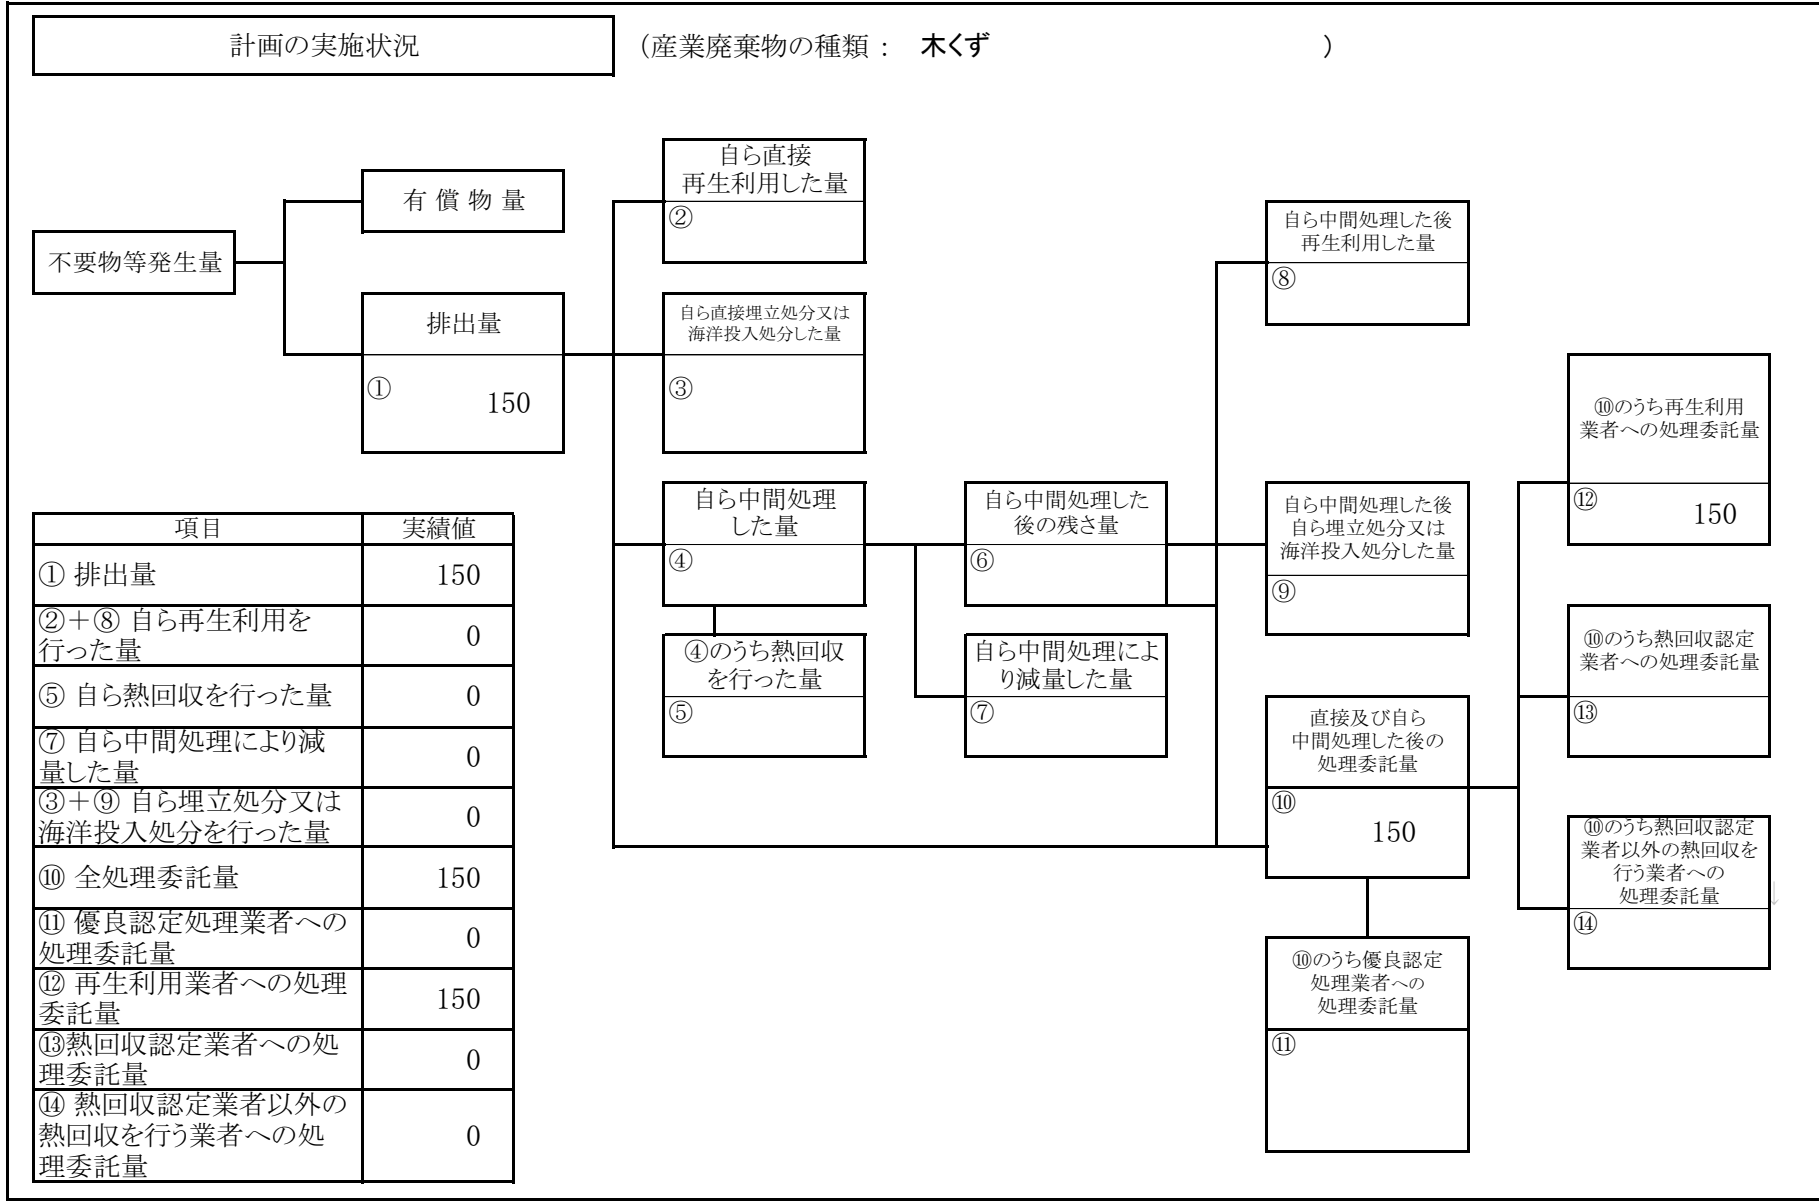 計画の実施状況
(産業廃棄物の種類： 木くず ）
不要物等発生量
有 償 物 量
排出量
①
150
自ら直接
再生利用した量
②
自ら直接埋立処分又は
海洋投入処分した量
③
自ら中間処理
した量
④
④のうち熱回収
を行った量
⑤
自ら中間処理した
後の残さ量
⑥
自ら中間処理によ
り減量した量
⑦
自ら中間処理した後
再生利用した量
⑧
自ら中間処理した後
自ら埋立処分又は
海洋投入処分した量
⑨
直接及び自ら
中間処理した後の
処理委託量
⑩
150
⑩のうち優良認定
処理業者への
処理委託量
⑪
⑩のうち再生利用
業者への処理委託量
⑫
150
⑩のうち熱回収認定
業者への処理委託量
⑬
⑩のうち熱回収認定
業者以外の熱回収を
行う業者への
処理委託量
↓
⑭
項目 実績値
① 排出量 150
②＋⑧ 自ら再生利用を
行った量 0
⑤ 自ら熱回収を行った量 0
⑦ 自ら中間処理により減
量した量 0
③＋⑨ 自ら埋立処分又は
海洋投入処分を行った量 0
⑩ 全処理委託量 150
⑪ 優良認定処理業者への
処理委託量 0
⑫ 再生利用業者への処理
委託量 150
⑬熱回収認定業者への処
理委託量 0
⑭ 熱回収認定業者以外の
熱回収を行う業者への処
理委託量 0